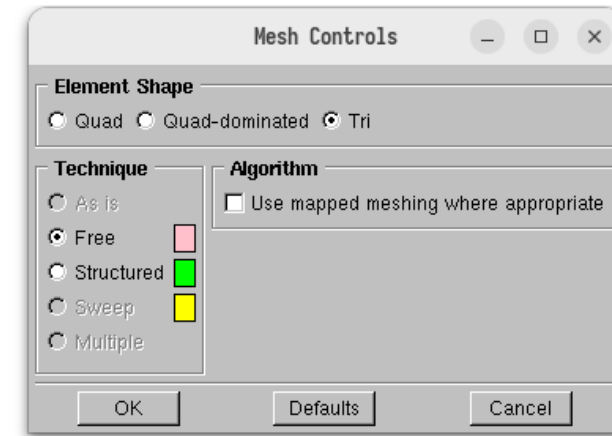 Mesh Controls
Element Shape
Quad Quad-dominated Tri
Technique
As is
Free
Structured
Sweep
Multiple
Algorithm
Use mapped meshing where appropriate
OK Defaults Cancel